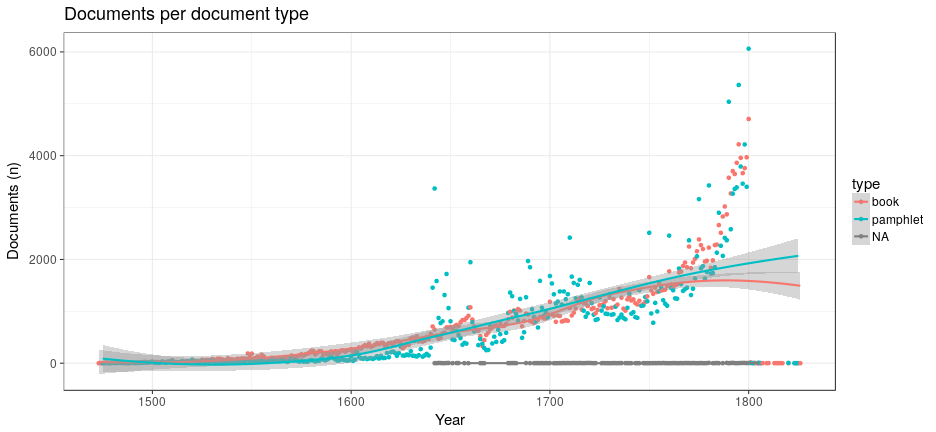 Documents per document type
6000
4000
2000
0
Documents (n)
1500 1600 1700 1800
Year
type
book
pamphlet
NA